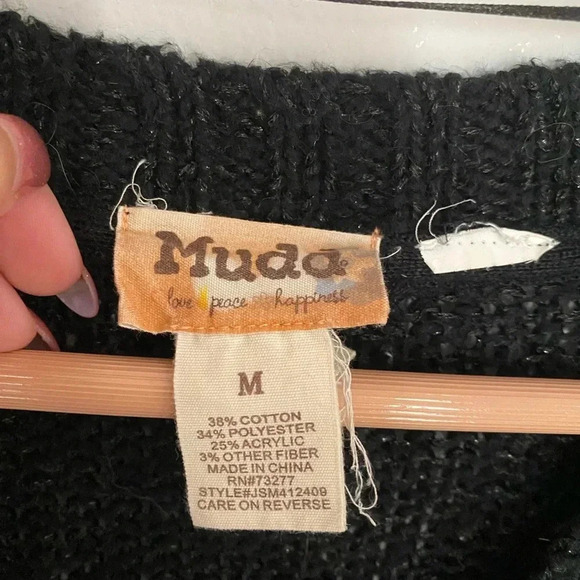 Mudd®
love peace happiness
M
38% COTTON
34% POLYESTER
25% ACRYLIC
3% OTHER FIBER
MADE IN CHINA
RN#73277
STYLE#JSM412409
CARE ON REVERSE